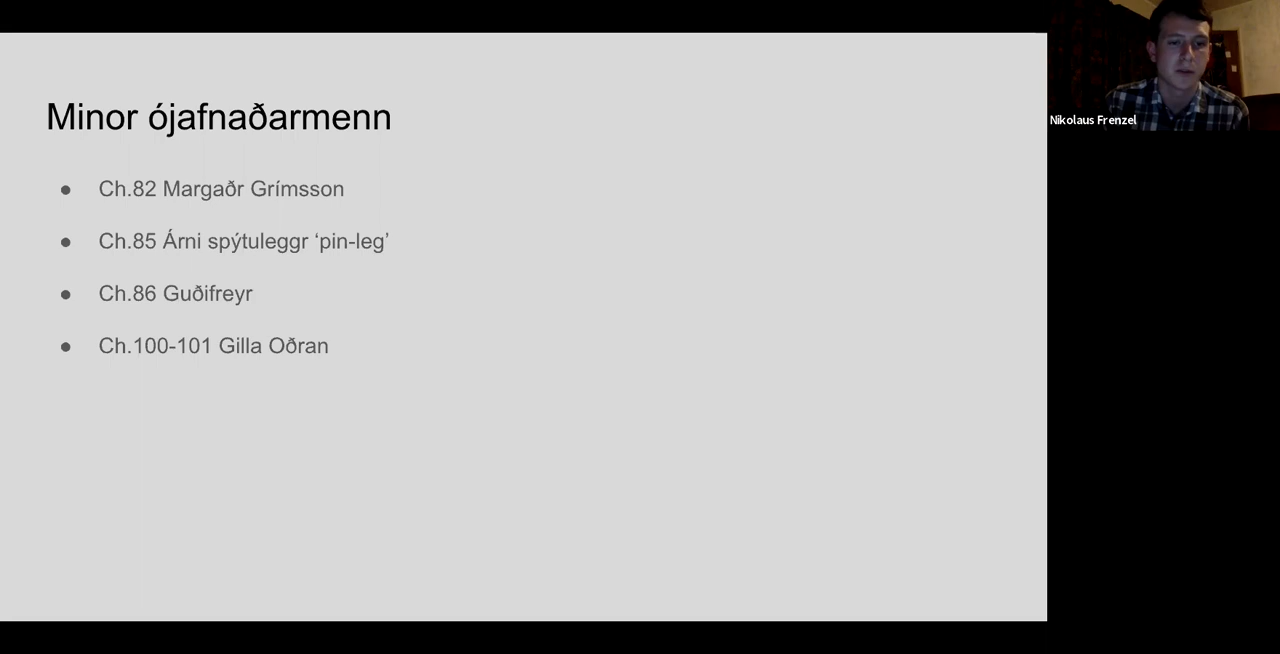 Minor ójafnaðarmenn
● Ch.82 Margaðr Grímsson
● Ch.85 Árni spýtuleggr ‘pin-leg’
● Ch.86 Guðifreyr
● Ch.100-101 Gilla Oðran
Nikolaus Frenzel